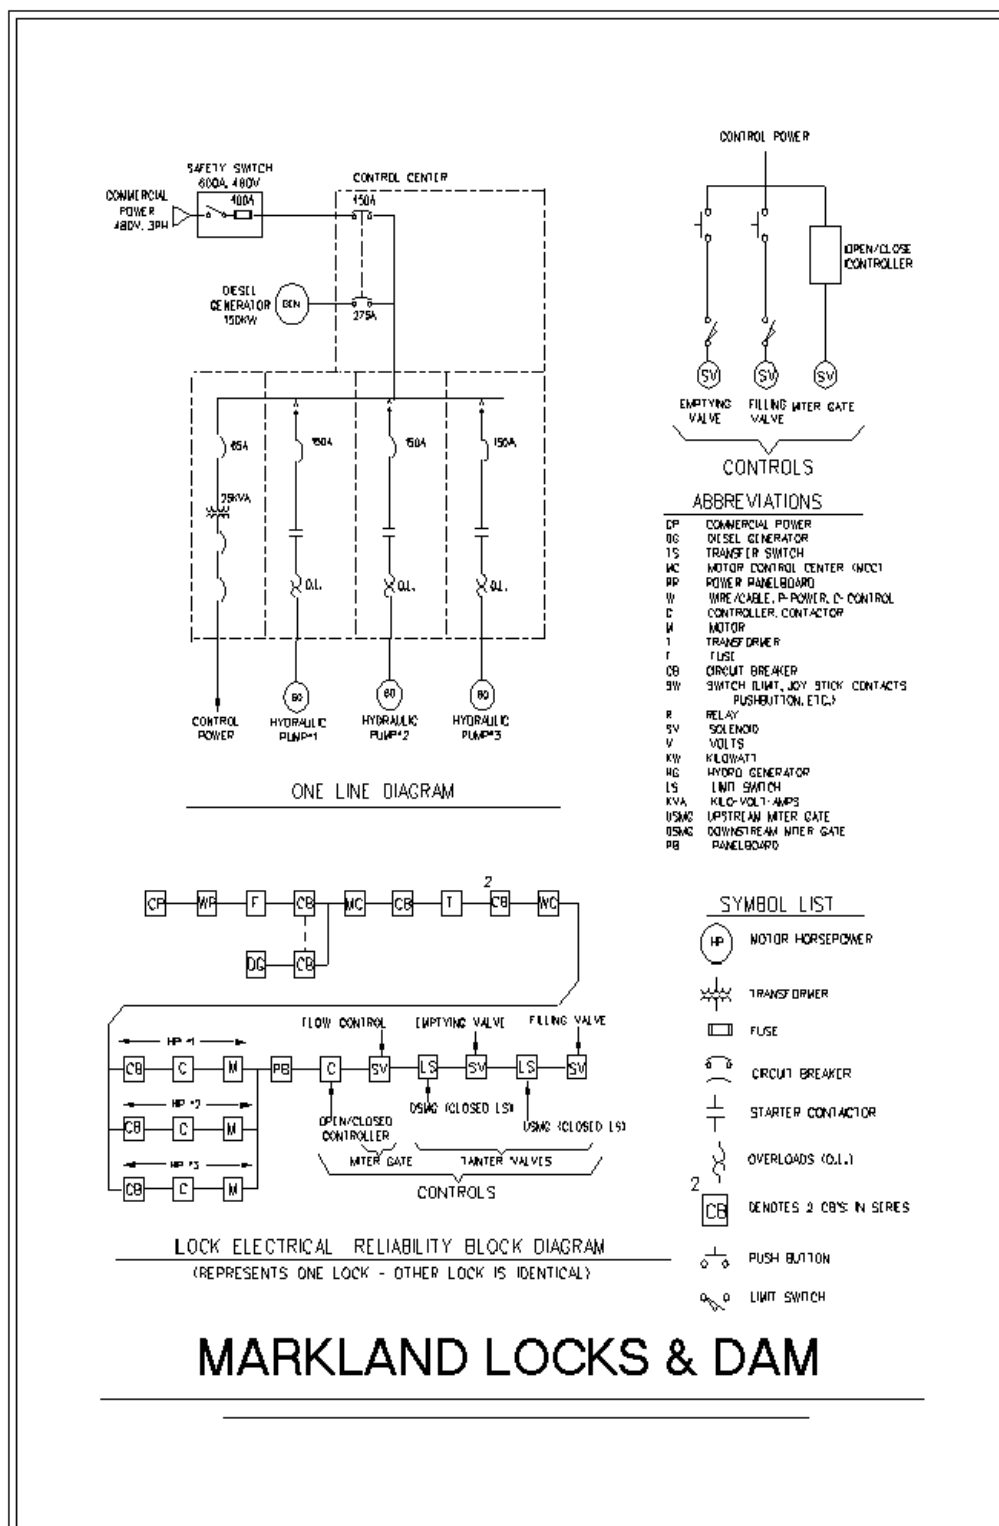 CONTROL POWER
SAFETY SWITCH
600A, 480V
400A
COMMERCIAL
POWER
480V, 3PH
CONTROL CENTER
450A
DIESEL
GENERATOR
150KW
GEN
275A
OPEN/CLOSE
CONTROLLER
SV
SV
SV
EMPTYING
VALVE
FILLING
VALVE
MITER GATE
CONTROLS
150A
150A
25KVA
O.L.
O.L.
O.L.
60
60
60
CONTROL
POWER
HYDRAULIC
PUMP#1
HYDRAULIC
PUMP#2
HYDRAULIC
PUMP#3
ONE LINE DIAGRAM
ABBREVIATIONS
CP COMMERCIAL POWER
DG DIESEL GENERATOR
TS TRANSFER SWITCH
MC MOTOR CONTROL CENTER (MCC)
PP POWER PANELBOARD
W WIRE/CABLE, P-POWER, C-CONTROL
C CONTROLLER, CONTACTOR
M MOTOR
T TRANSFORMER
F FUSE
CB CIRCUIT BREAKER
SW SWITCH (LIMIT, JOY STICK CONTACTS
PUSHBUTTON, ETC.)
R RELAY
SV SOLENOID
V VOLTS
KW KILOWATT
HG HYDRO GENERATOR
LS LIMIT SWITCH
KVA KILO-VOLT-AMPS
USMG UPSTREAM MITER GATE
DSMG DOWNSTREAM MITER GATE
PB PANELBOARD
2
CP WP F CB MC CB T CB WC
DG CB
FLOW CONTROL EMPTYING VALVE FILLING VALVE
HP #1
CB C M PB C SV LS SV LS SV
DSMG (CLOSED LS)
USMG (CLOSED LS)
HP #2
CB C M
OPEN/CLOSED
CONTROLLER
MITER GATE TAINTER VALVES
HP #3
CB C M
CONTROLS
LOCK ELECTRICAL RELIABILITY BLOCK DIAGRAM
(REPRESENTS ONE LOCK - OTHER LOCK IS IDENTICAL)
SYMBOL LIST
HP MOTOR HORSEPOWER
TRANSFORMER
FUSE
CIRCUIT BREAKER
STARTER CONTACTOR
OVERLOADS (O.L.)
2
CB DENOTES 2 CB'S IN SERIES
PUSH BUTTON
LIMIT SWITCH
MARKLAND LOCKS & DAM